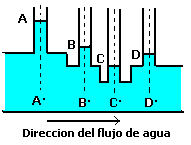 A B C D
A' B' C' D'
Direccion del flujo de agua